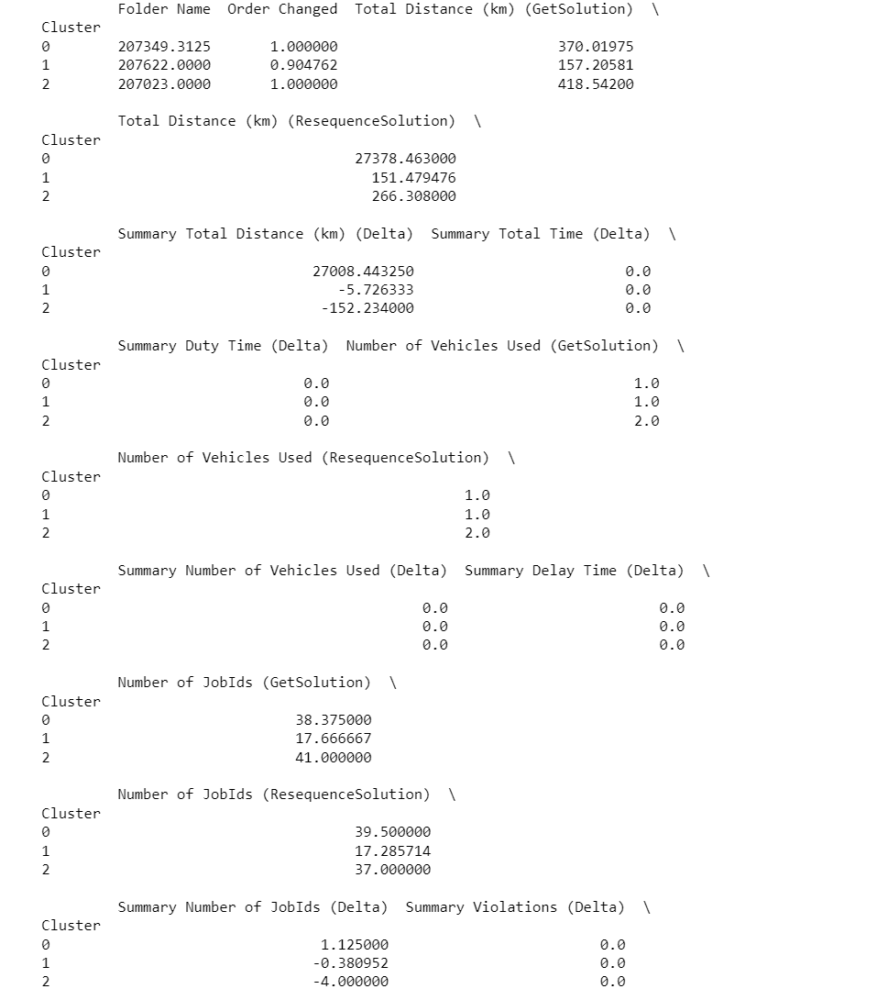 Folder Name  Order Changed  Total Distance (km) (GetSolution)  \
Cluster
0        207349.3125       1.000000                          370.01975
1        207622.0000       0.904762                          157.20581
2        207023.0000       1.000000                          418.54200
Total Distance (km) (ResequenceSolution)  \
Cluster
0                                    27378.463000
1                                      151.479476
2                                      266.308000
Summary Total Distance (km) (Delta)  Summary Total Time (Delta)  \
Cluster
0                               27008.443250                         0.0
1                                  -5.726333                         0.0
2                                -152.234000                         0.0
Summary Duty Time (Delta)  Number of Vehicles Used (GetSolution)  \
Cluster
0                              0.0                                    1.0
1                              0.0                                    1.0
2                              0.0                                    2.0
Number of Vehicles Used (ResequenceSolution)  \
Cluster
0                                                 1.0
1                                                 1.0
2                                                 2.0
Summary Number of Vehicles Used (Delta)  Summary Delay Time (Delta)  \
Cluster
0                                            0.0                         0.0
1                                            0.0                         0.0
2                                            0.0                         0.0
Number of JobIds (GetSolution)  \
Cluster
0                             38.375000
1                             17.666667
2                             41.000000
Number of JobIds (ResequenceSolution)  \
Cluster
0                                    39.500000
1                                    17.285714
2                                    37.000000
Summary Number of JobIds (Delta)  Summary Violations (Delta)  \
Cluster
0                                1.125000                         0.0
1                               -0.380952                         0.0
2                               -4.000000                         0.0